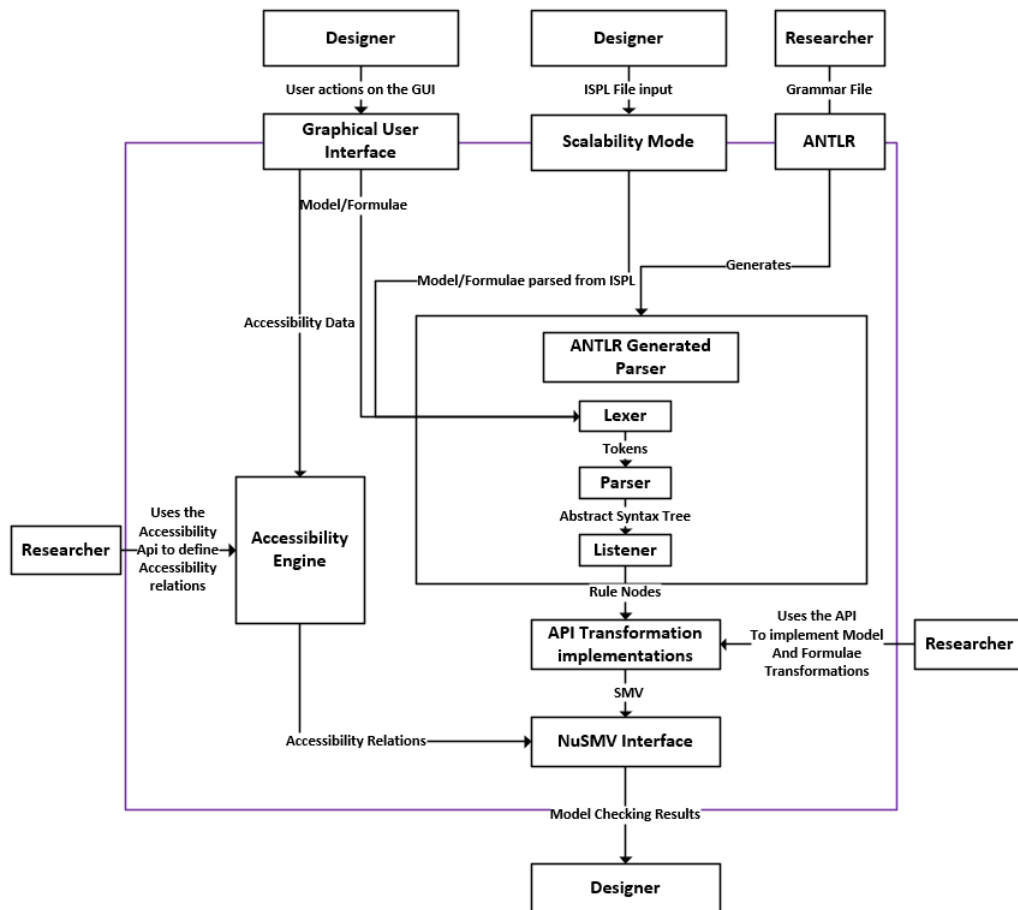 Designer
Designer
Researcher
User actions on the GUI
ISPL File input
Grammar File
Graphical User
Interface
Scalability Mode
ANTLR
Model/Formulae
Generates
Model/Formulae parsed from ISPL
Accessibility Data
ANTLR Generated
Parser
Lexer
Tokens
Parser
Abstract Syntax Tree
Listener
Rule Nodes
Researcher
Uses the
Accessibility
Api to define
Accessibility
relations
Accessibility
Engine
API Transformation
implementations
Uses the API
To implement Model
And Formulae
Transformations
Researcher
SMV
Accessibility Relations
NuSMV Interface
Model Checking Results
Designer